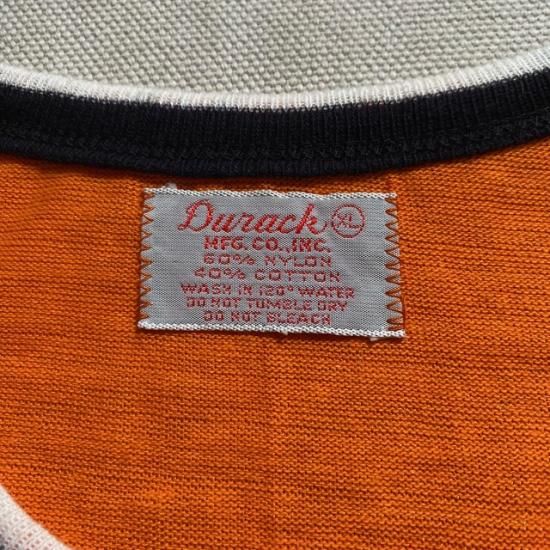 Durack XL
MFG.CO.,INC.
60% NYLON
40% COTTON
WASH IN 120° WATER
DO NOT TUMBLE DRY
DO NOT BLEACH